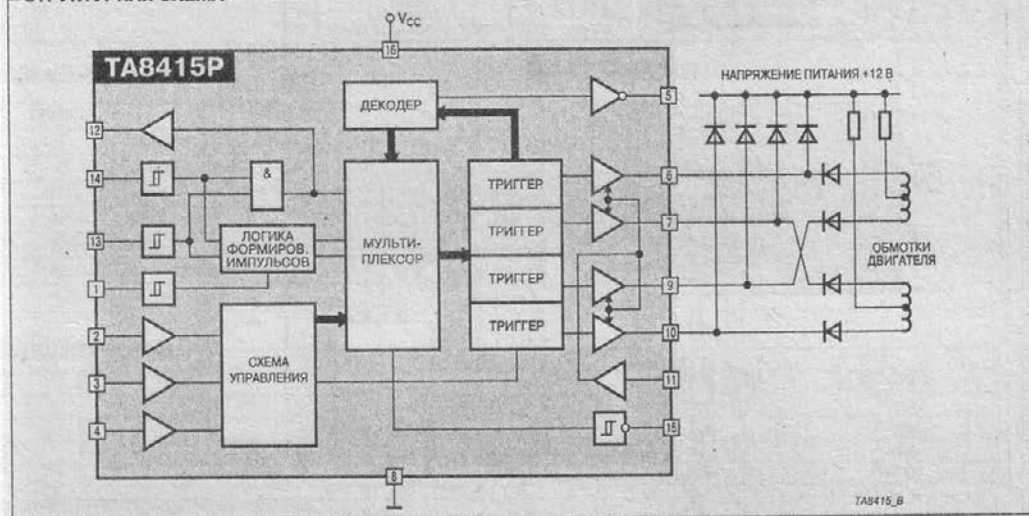 VCC
16
TA8415P
НАПРЯЖЕНИЕ ПИТАНИЯ +12 В
ДЕКОДЕР
5
12
14
&
ТРИГГЕР
6
ТРИГГЕР
7
13
ЛОГИКА
ФОРМИРОВ.
ИМПУЛЬСОВ
МУЛЬТИ-
ПЛЕКСОР
ОБМОТКИ
ДВИГАТЕЛЯ
1
ТРИГГЕР
9
2
ТРИГГЕР
10
СХЕМА
УПРАВЛЕНИЯ
3
11
4
15
8
TA8415_B